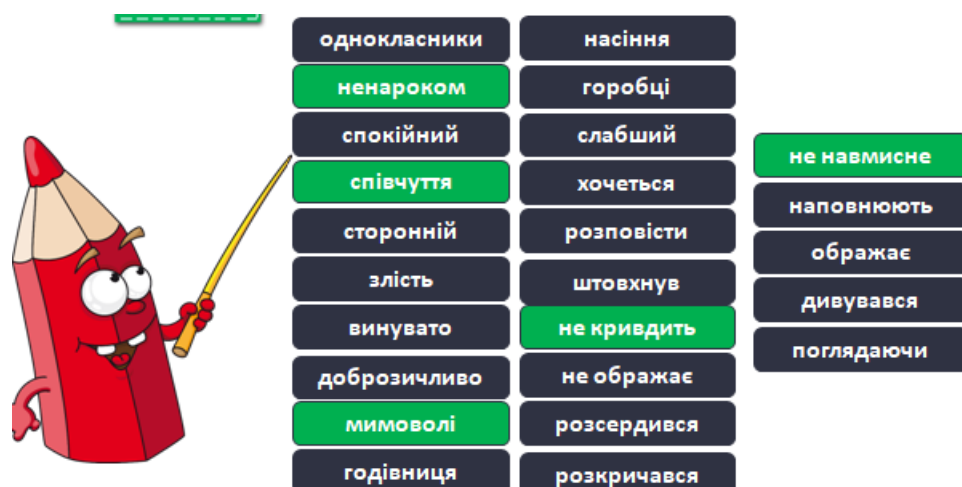 однокласники
ненароком
спокійний
співчуття
сторонній
злість
винувато
доброзичливо
мимоволі
годівниця
насіння
горобці
слабший
хочеться
розповісти
штовхнув
не кривдить
не ображає
розсердився
розкричався
не навмисне
наповнюють
ображає
дивувався
поглядаючи